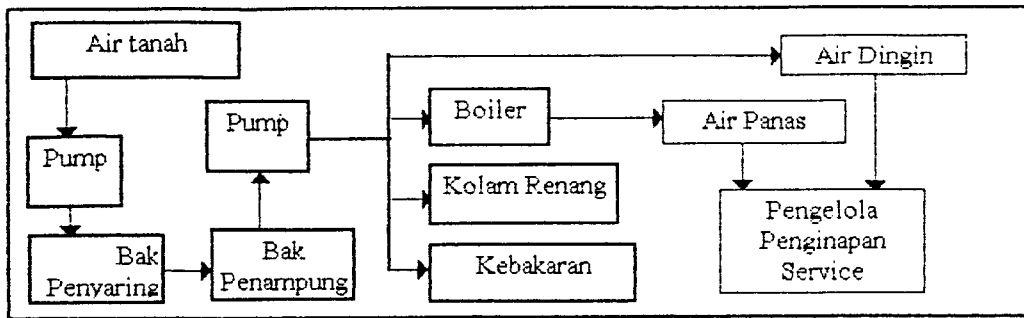 Air tanah
Pump
Bak
Penyaring
Bak
Penampung
Pump
Boiler
Kolam Renang
Kebakaran
Air Dingin
Air Panas
Pengelola
Penginapan
Service